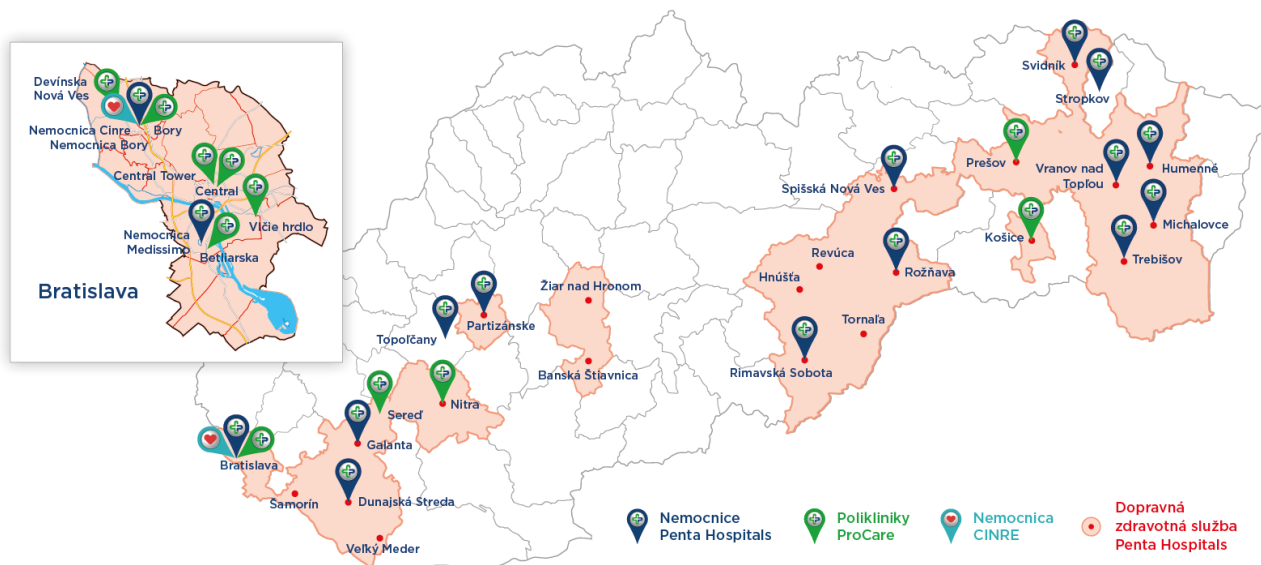 Devínska
Nová Ves
Nemocnica Cinre
Bory
Nemocnica Bory
Central Tower
Central
Vlčie hrdlo
Nemocnica
Medissimo
Betliarska
Bratislava
Svidník
Stropkov
Prešov
Vranov nad
Topľou
Humenné
Spišská Nová Ves
Michalovce
Košice
Trebišov
Revúca
Rožňava
Hnúšťa
Tornaľa
Rimavská Sobota
Žiar nad Hronom
Banská Štiavnica
Partizánske
Topoľčany
Sereď
Nitra
Galanta
Bratislava
Šamorín
Dunajská Streda
Veľký Meder
Nemocnice
Penta Hospitals
Polikliniky
ProCare
Nemocnica
CINRE
Dopravná
zdravotná služba
Penta Hospitals